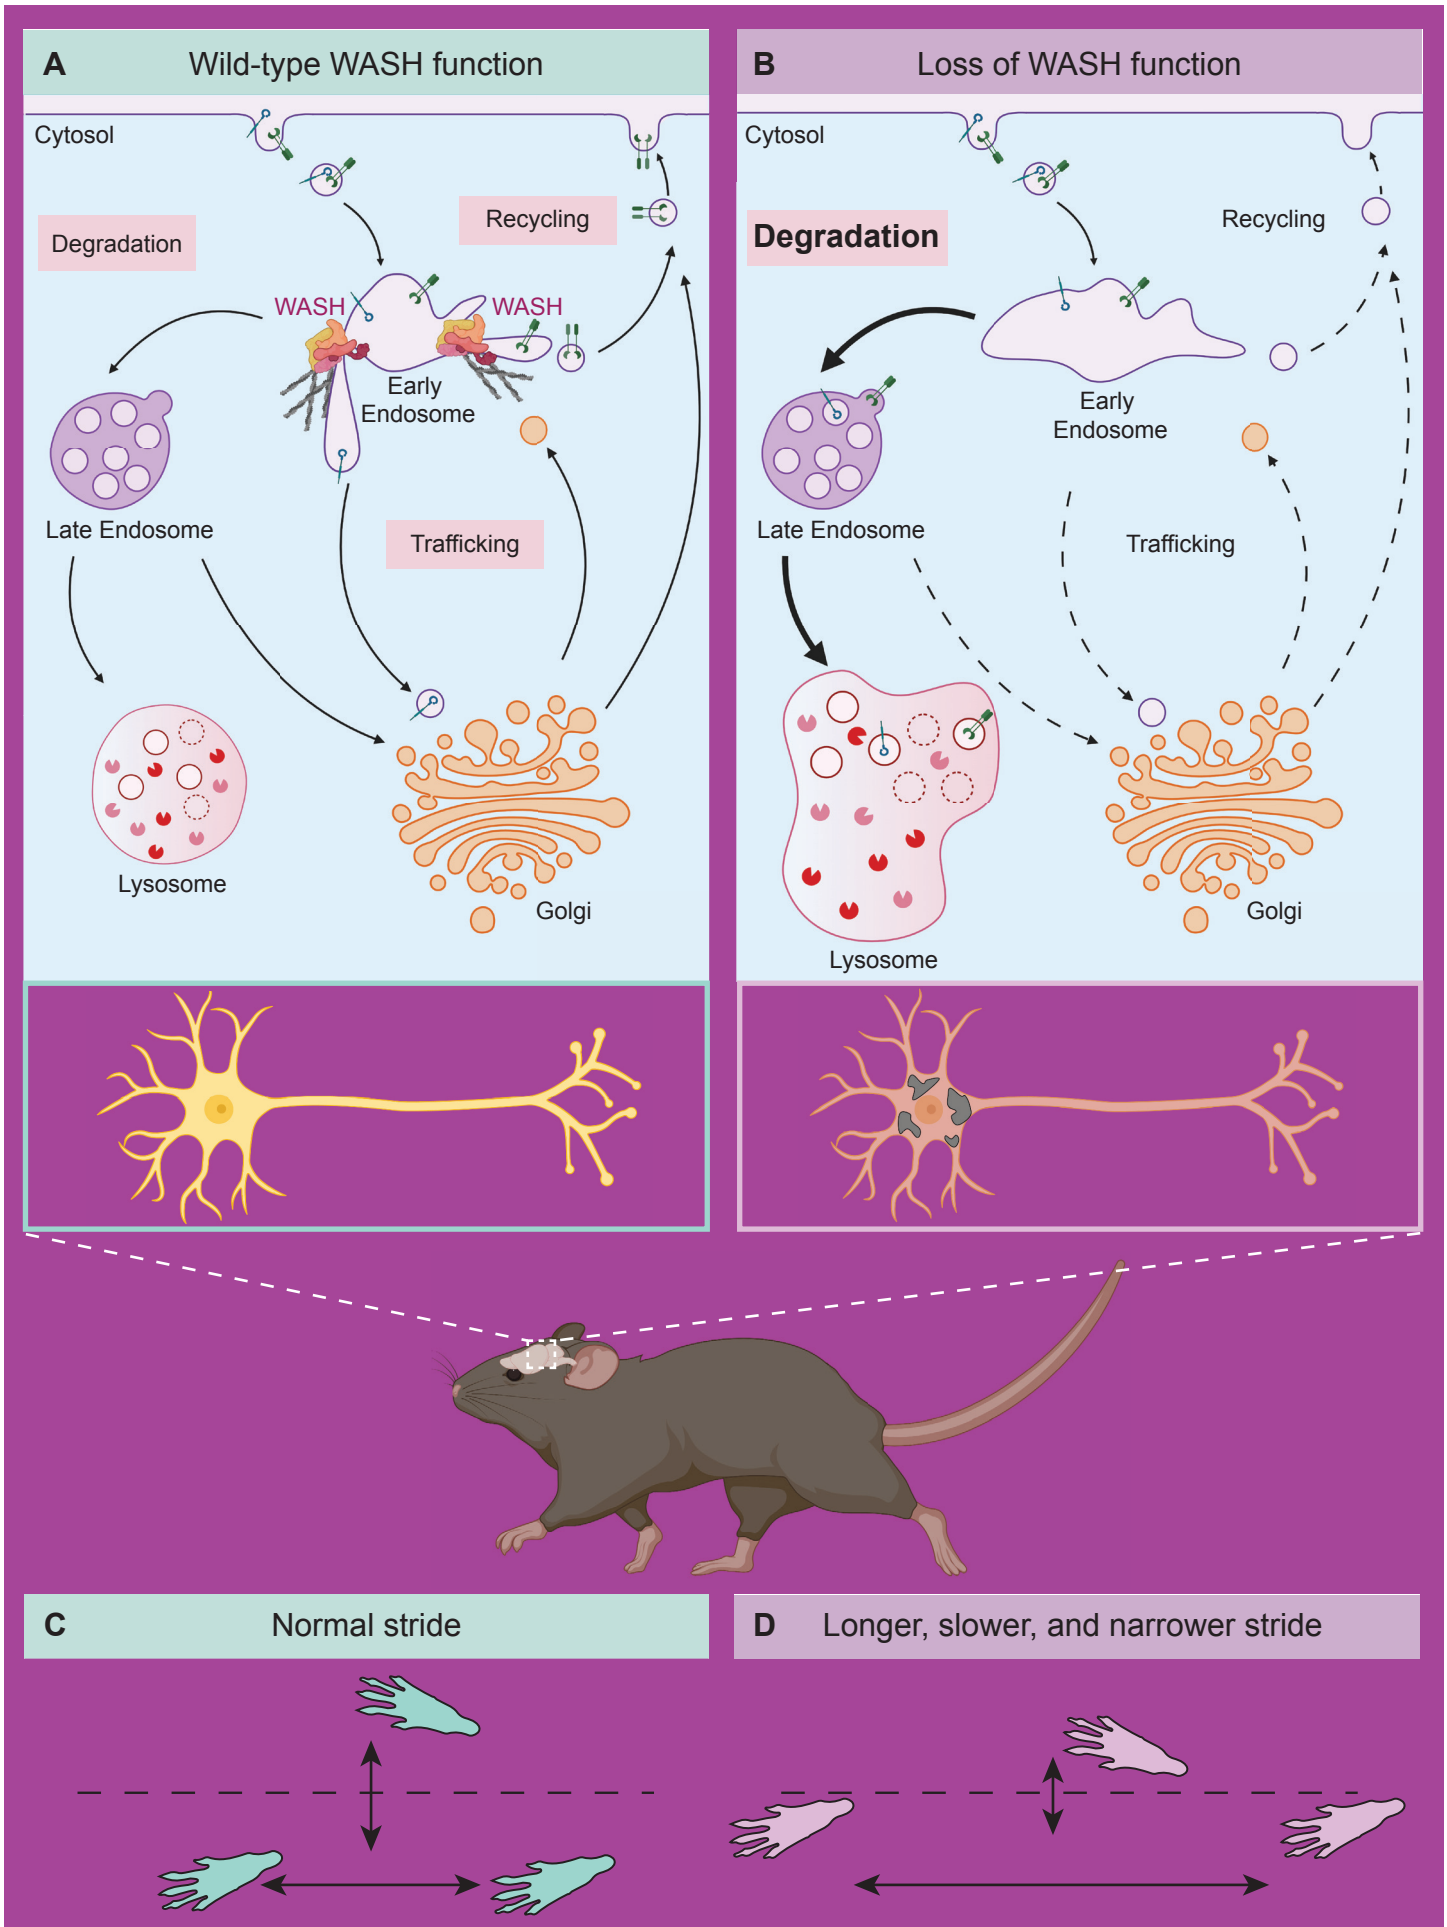 A
Wild-type WASH function
Cytosol
Degradation
Recycling
WASH
WASH
Early
Endosome
Late Endosome
Trafficking
Lysosome
Golgi
B
Loss of WASH function
Cytosol
Degradation
Recycling
Early
Endosome
Late Endosome
Trafficking
Golgi
Lysosome
C
Normal stride
D
Longer, slower, and narrower stride